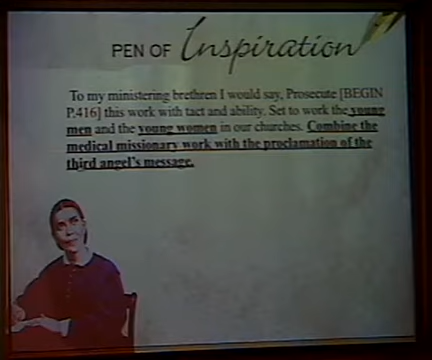 PEN OF Inspiration
To my ministering brethren I would say, Prosecute [BEGIN
P.416] this work with tact and ability. Set to work the young
men and the young women in our churches. Combine the
medical missionary work with the proclamation of the
third angel's message.